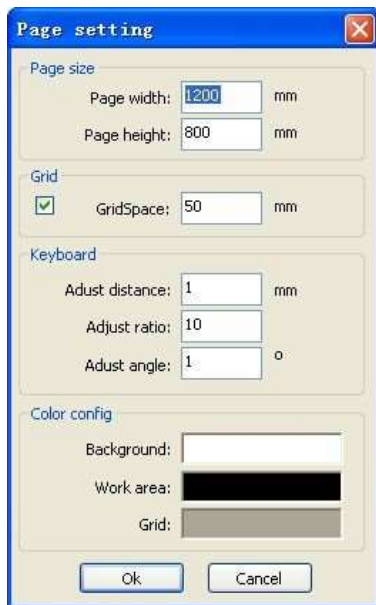 Page setting
Page size
Page width: 1200 mm
Page height: 800 mm
Grid
GridSpace: 50 mm
Keyboard
Adust distance: 1 mm
Adjust ratio: 10
Adust angle: 1 °
Color config
Background:
Work area:
Grid:
Ok Cancel